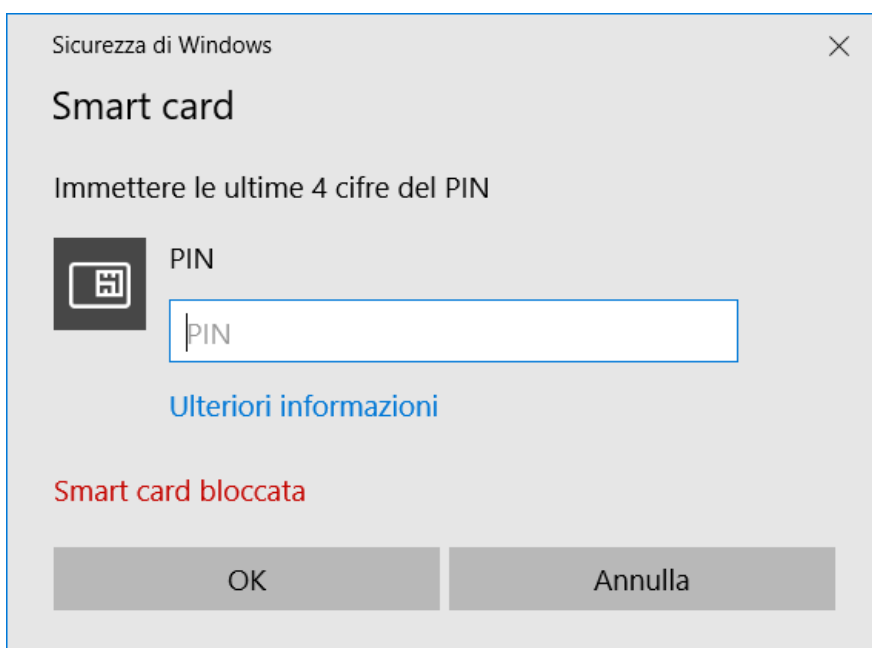 Sicurezza di Windows
Smart card
Immettere le ultime 4 cifre del PIN
PIN
PIN
Ulteriori informazioni
Smart card bloccata
OK
Annulla